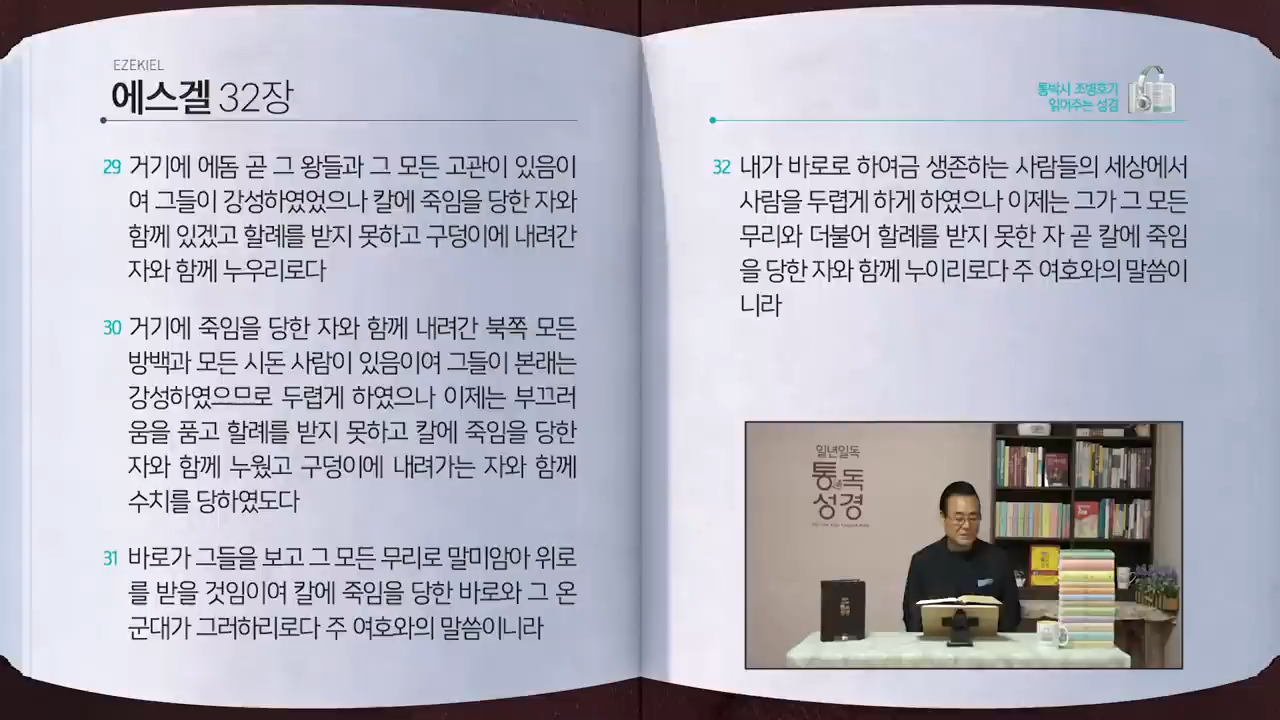 EZEKIEL
에스겔 32장
29 거기에 에돔 곧 그 왕들과 그 모든 고관이 있음이
여 그들이 강성하였었으나 칼에 죽임을 당한 자와
함께 있겠고 할례를 받지 못하고 구덩이에 내려간
자와 함께 누우리로다
30 거기에 죽임을 당한 자와 함께 내려간 북쪽 모든
방백과 모든 시돈 사람이 있음이여 그들이 본래는
강성하였으므로 두렵게 하였으나 이제는 부끄러
움을 품고 할례를 받지 못하고 칼에 죽임을 당한
자와 함께 누웠고 구덩이에 내려가는 자와 함께
수치를 당하였도다
31 바로가 그들을 보고 그 모든 무리로 말미암아 위로
를 받을 것임이여 칼에 죽임을 당한 바로와 그 온
군대가 그러하리로다 주 여호와의 말씀이니라
통박사 조병호가
읽어주는 성경
32 내가 바로로 하여금 생존하는 사람들의 세상에서
사람을 두렵게 하게 하였으나 이제는 그가 그 모든
무리와 더불어 할례를 받지 못한 자 곧 칼에 죽임
을 당한 자와 함께 누이리로다 주 여호와의 말씀이
니라
일년일독
통독
성경